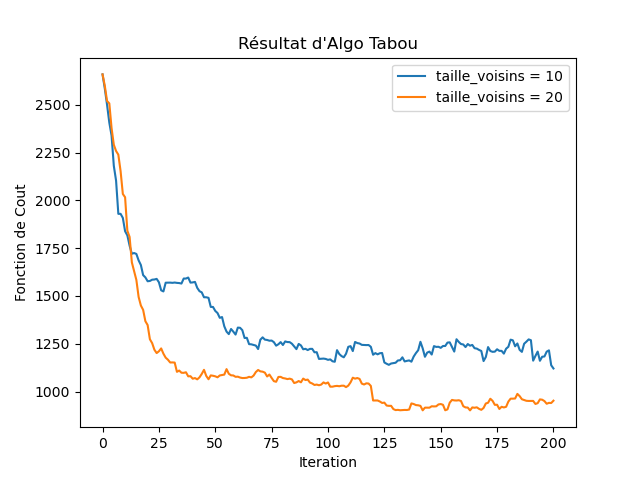 Résultat d'Algo Tabou
taille_voisins = 10
taille_voisins = 20
Fonction de Cout
2500
2250
2000
1750
1500
1250
1000
0 25 50 75 100 125 150 175 200
Iteration